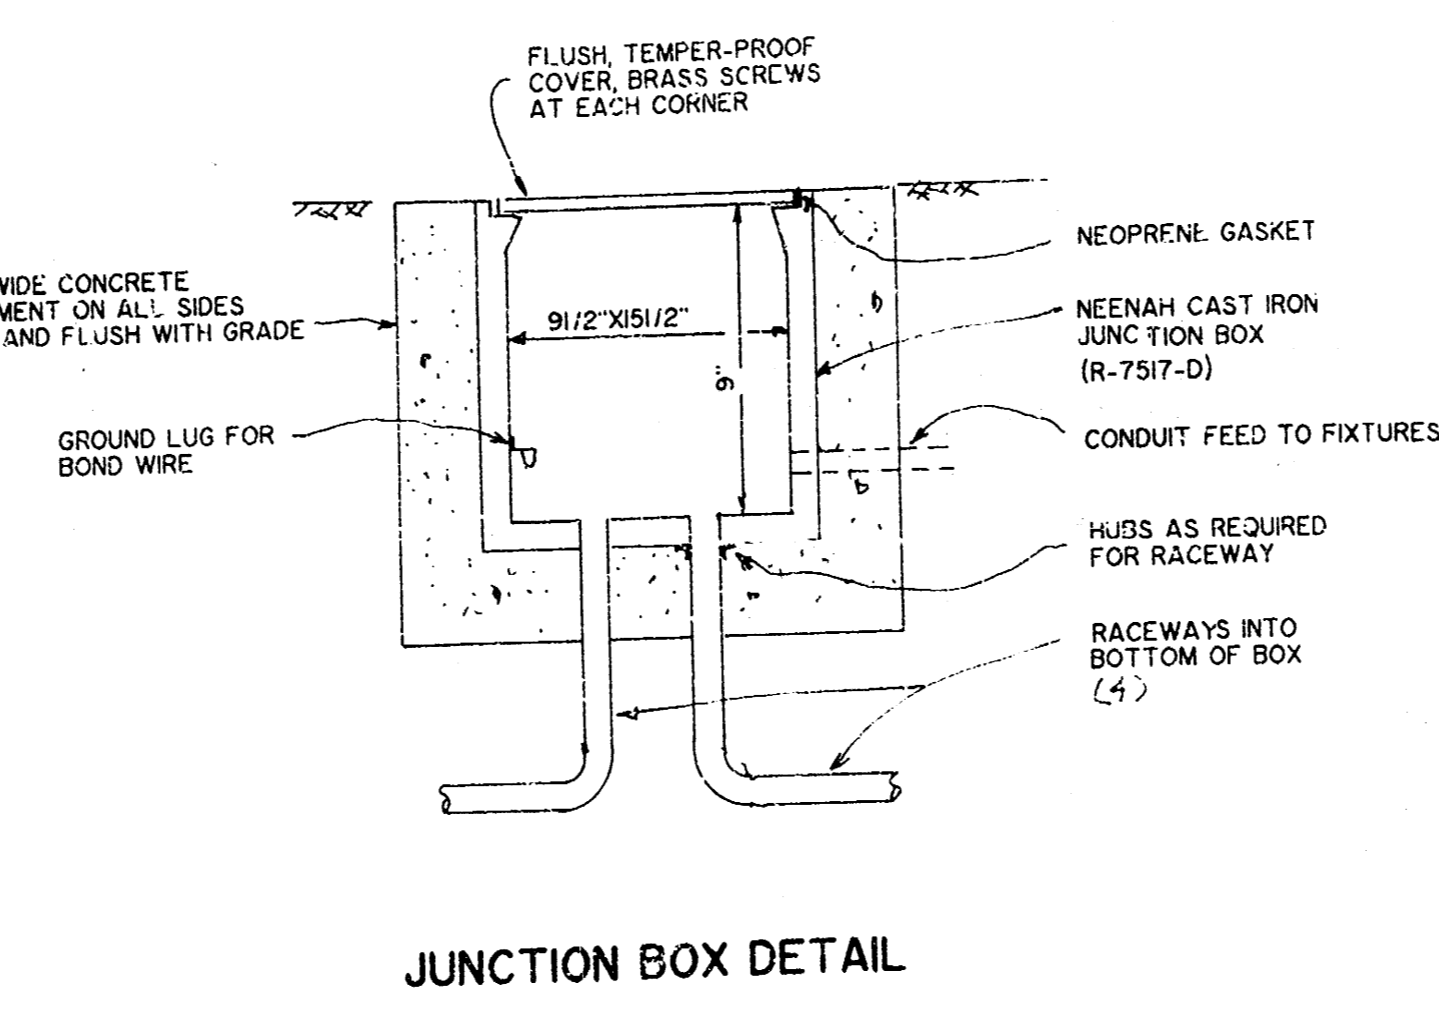 FLUSH, TEMPER-PROOF
COVER, BRASS SCREWS
AT EACH CORNER
NEOPRENE GASKET
WIDE CONCRETE
MENT ON ALL SIDES
AND FLUSH WITH GRADE
9 1/2"X15 1/2"
NEENAH CAST IRON
JUNCTION BOX
(R-7517-D)
GROUND LUG FOR
BOND WIRE
CONDUIT FEED TO FIXTURES
HUBS AS REQUIRED
FOR RACEWAY
RACEWAYS INTO
BOTTOM OF BOX
(4)
JUNCTION BOX DETAIL